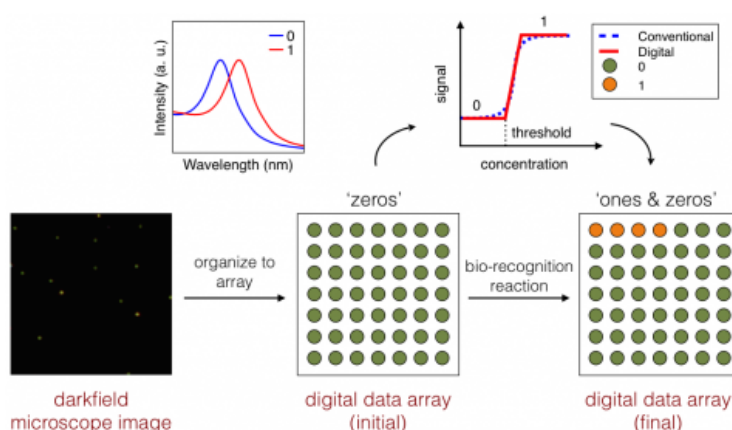 Intensity (a. u.)
0
1
Wavelength (nm)
signal
1
0
threshold
concentration
Conventional
Digital
0
1
'zeros'
'ones & zeros'
organize to
array
bio-recognition
reaction
darkfield
microscope image
digital data array
(initial)
digital data array
(final)